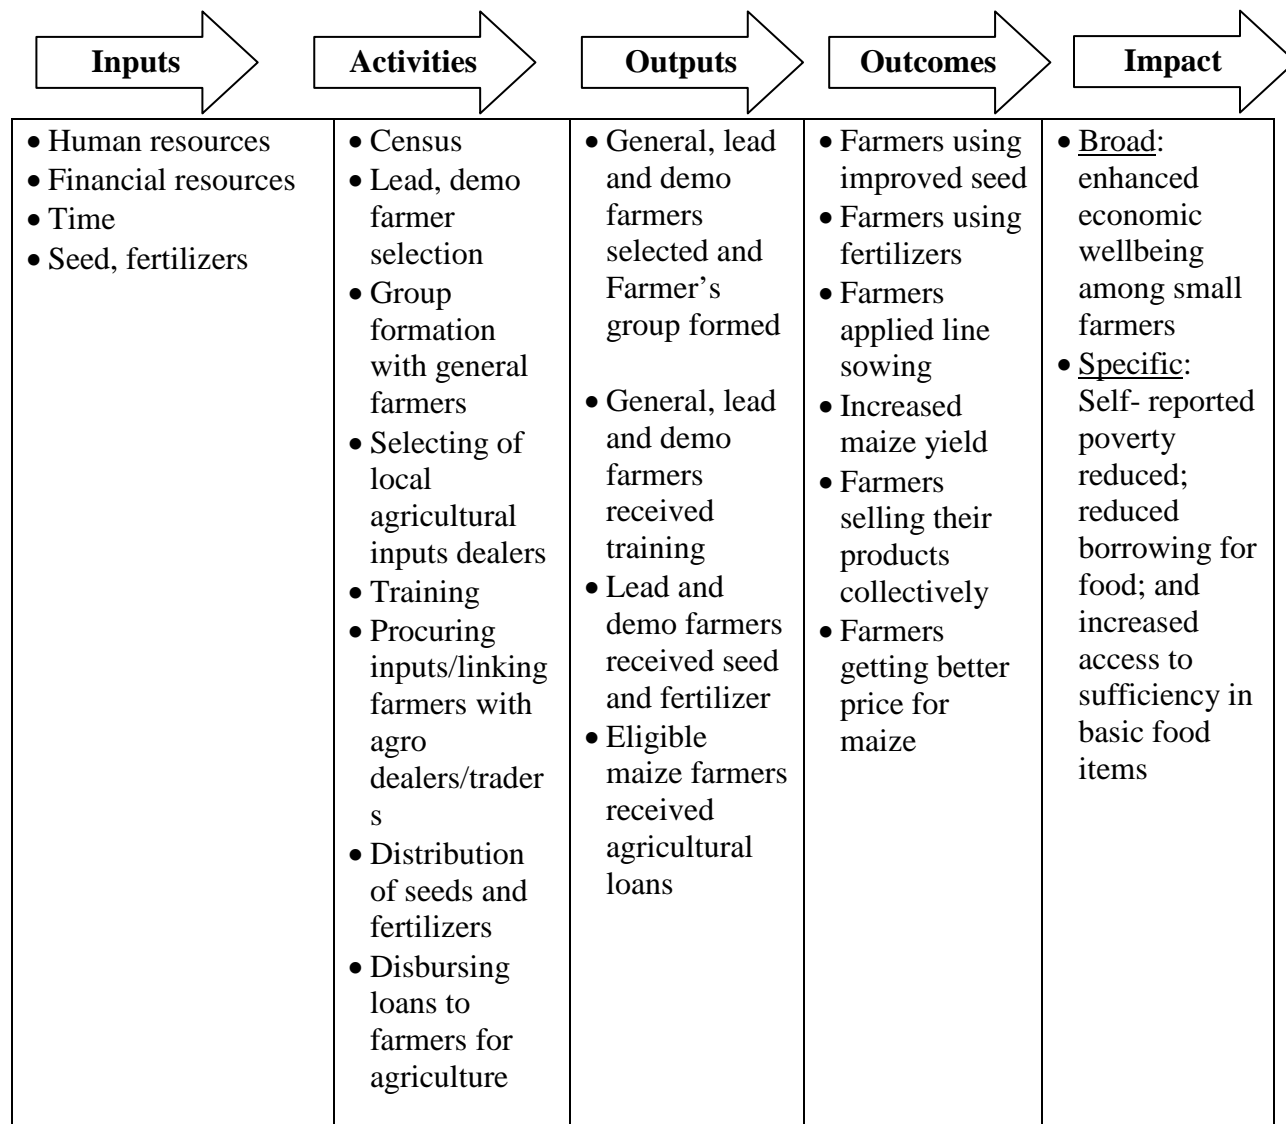 Inputs
Activities
Outputs
Outcomes
Impact
• Human resources
• Financial resources
• Time
• Seed, fertilizers
• Census
• Lead, demo
farmer
selection
• Group
formation
with general
farmers
• Selecting of
local
agricultural
inputs dealers
• Training
• Procuring
inputs/linking
farmers with
agro
dealers/trader
s
• Distribution
of seeds and
fertilizers
• Disbursing
loans to
farmers for
agriculture
• General, lead
and demo
farmers
selected and
Farmer’s
group formed
• General, lead
and demo
farmers
received
training
• Lead and
demo farmers
received seed
and fertilizer
• Eligible
maize farmers
received
agricultural
loans
• Farmers using
improved seed
• Farmers using
fertilizers
• Farmers
applied line
sowing
• Increased
maize yield
• Farmers
selling their
products
collectively
• Farmers
getting better
price for
maize
• Broad:
enhanced
economic
wellbeing
among small
farmers
• Specific:
Self- reported
poverty
reduced;
reduced
borrowing for
food; and
increased
access to
sufficiency in
basic food
items